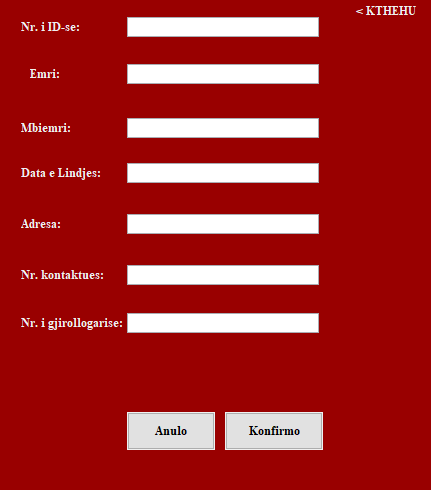 < KTHEHU
Nr. i ID-se:
Emri:
Mbiemri:
Data e Lindjes:
Adresa:
Nr. kontaktues:
Nr. i gjirollogarise:
Anulo
Konfirmo